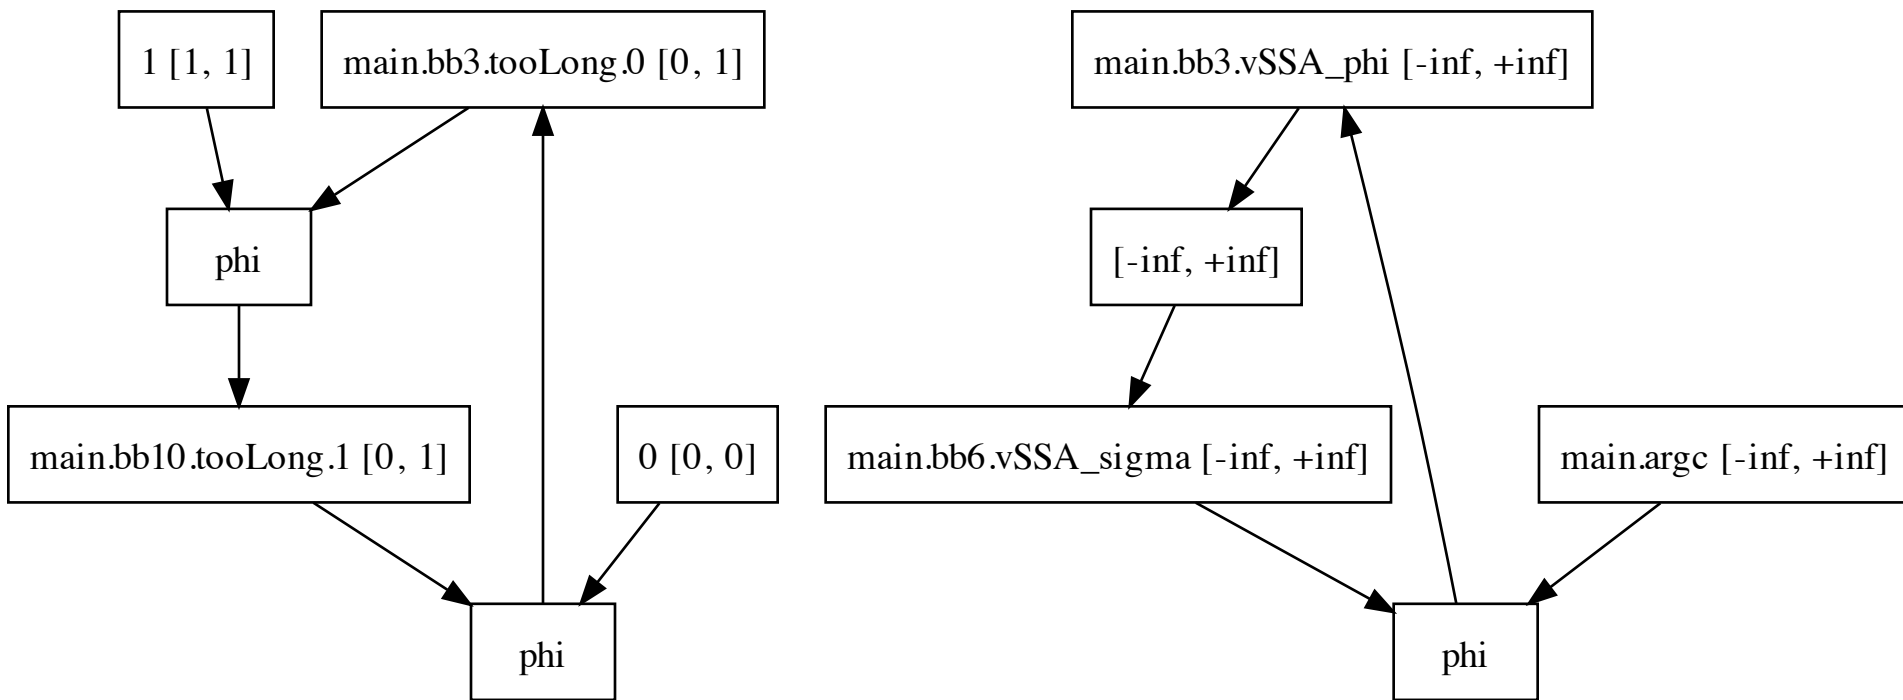 1 [1, 1]
main.bb3.tooLong.0 [0, 1]
main.bb3.vSSA_phi [-inf, +inf]
phi
[-inf, +inf]
main.bb10.tooLong.1 [0, 1]
0 [0, 0]
main.bb6.vSSA_sigma [-inf, +inf]
main.argc [-inf, +inf]
phi
phi